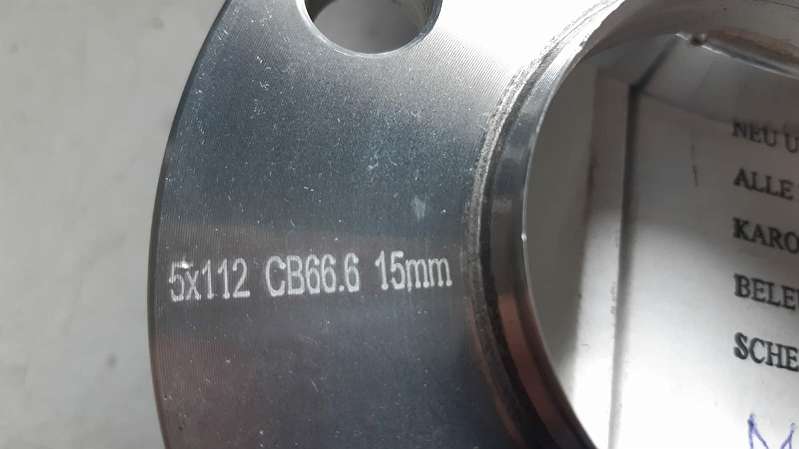 5x112 CB66.6 15mm
NEU U
ALLE
KARO
BELE
SCHE